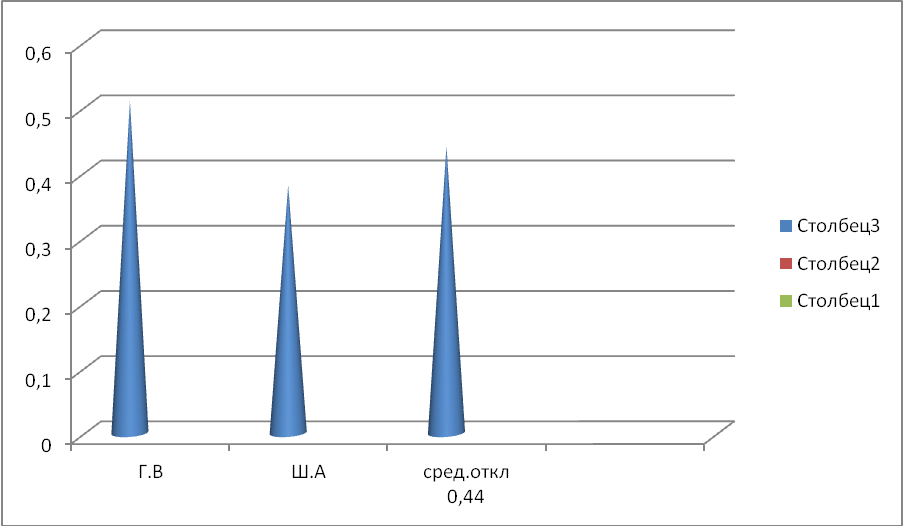 0,6
0,5
0,4
0,3
0,2
0,1
0
Г.В
Ш.А
сред.откл
0,44
Столбец3
Столбец2
Столбец1